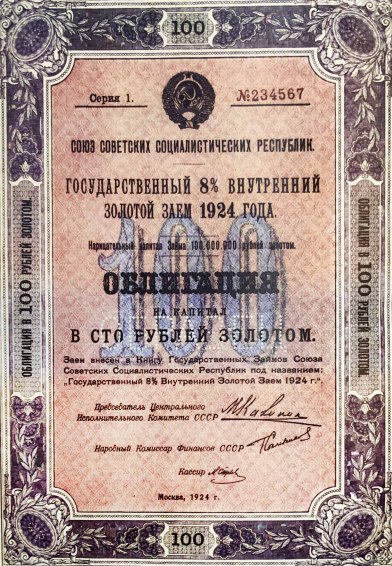 100
Серия 1.
№234567
СОЮЗ СОВЕТСКИХ СОЦИАЛИСТИЧЕСКИХ РЕСПУБЛИК.
ГОСУДАРСТВЕННЫЙ 8% ВНУТРЕННИЙ
ЗОЛОТОЙ ЗАЕМ 1924 ГОДА.
Нарицательный капитал Займа 100.000.000 рублей золотом.
100
ОБЛИГАЦИЯ
НА КАПИТАЛ
В СТО РУБЛЕЙ ЗОЛОТОМ.
Заем внесен в Книгу Государственных Займов Союза
Советских Социалистических Республик под названием:
„Государственный 8% Внутренний Золотой Заем 1924 г.".
Председатель Центрального
Исполнительного Комитета СССР
Народный Комиссар Финансов СССР
Кассир
Москва, 1924 г.
ОБЛИГАЦИЯ В 100 РУБЛЕЙ ЗОЛОТОМ.
ОБЛИГАЦИЯ В 100 РУБЛЕЙ ЗОЛОТОМ.
100